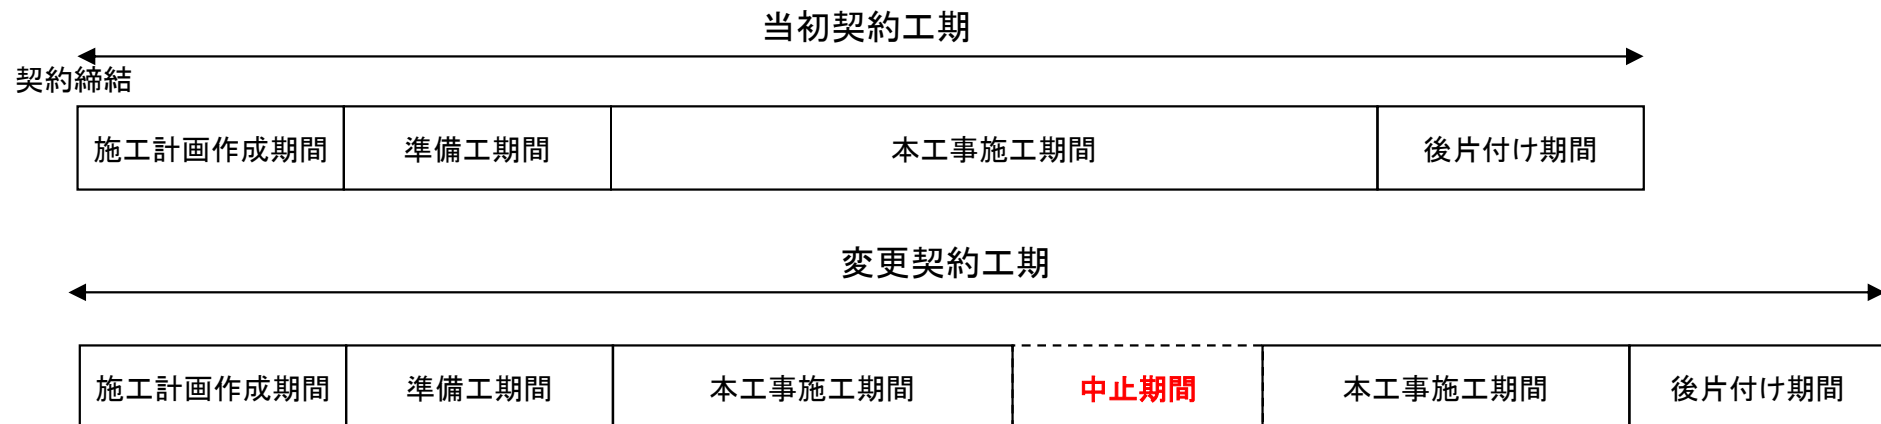 当初契約工期
契約締結
施工計画作成期間 準備工期間 本工事施工期間 後片付け期間
変更契約工期
施工計画作成期間 準備工期間 本工事施工期間 中止期間 本工事施工期間 後片付け期間